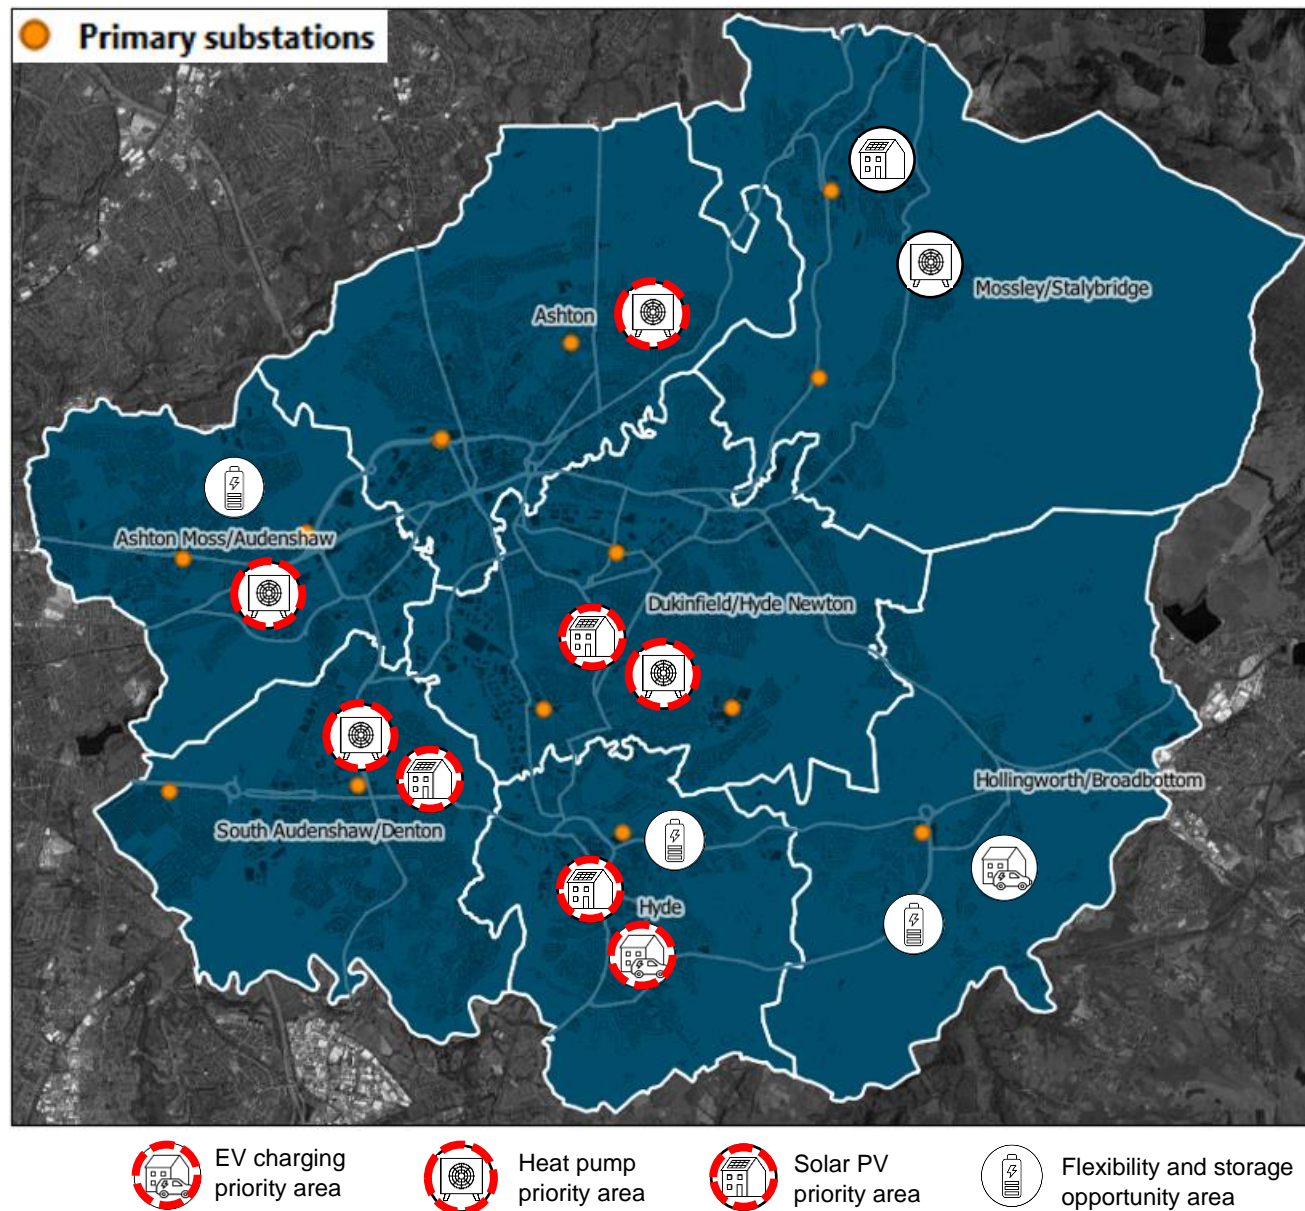 Primary substations
Mossley/Stalybridge
Ashton
Ashton Moss/Audenshaw
Dukinfield/Hyde Newton
Hollingworth/Broadbottom
South Audenshaw/Denton
Hyde
EV charging
priority area
Heat pump
priority area
Solar PV
priority area
Flexibility and storage
opportunity area